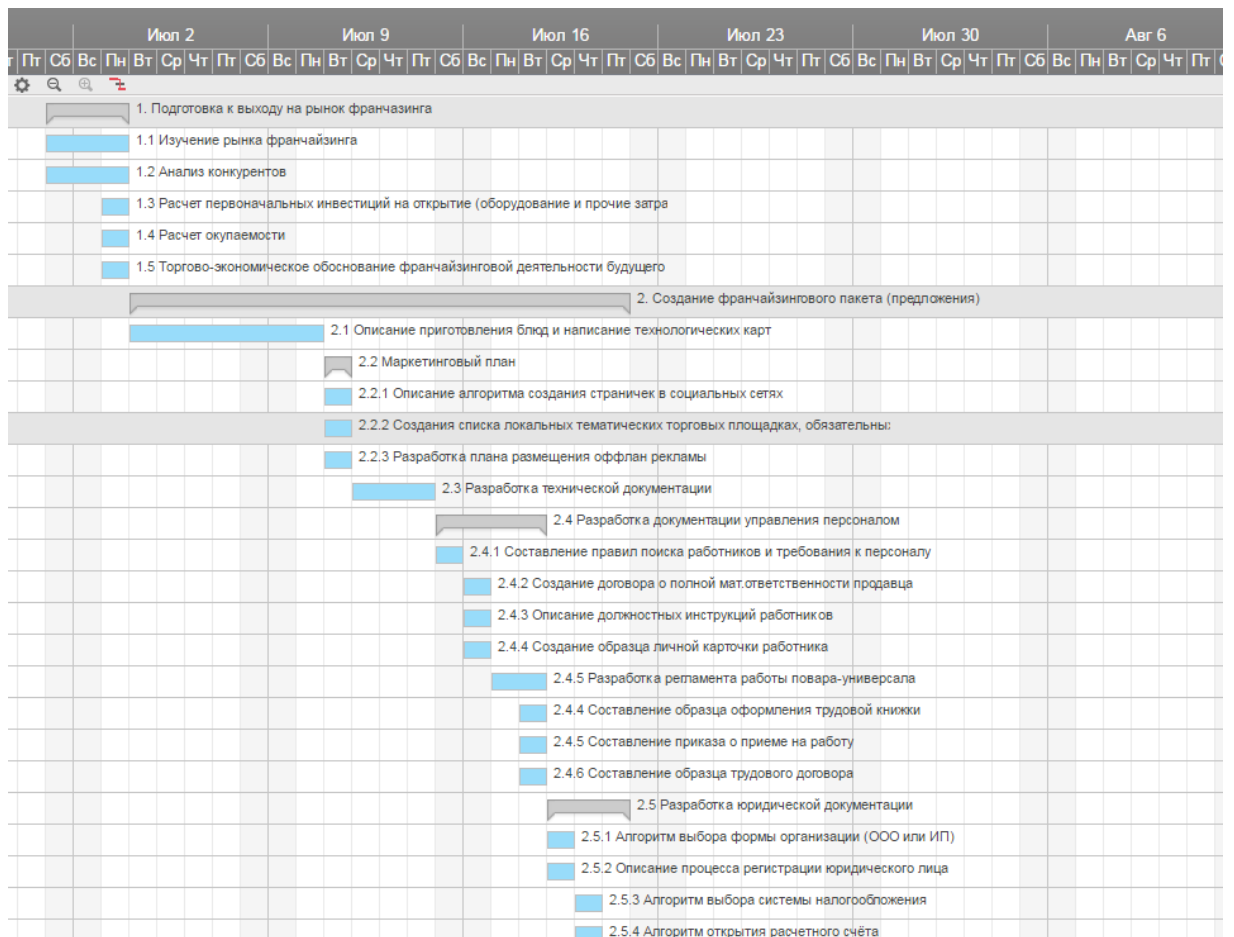 Июл 2 Июл 9 Июл 16 Июл 23 Июл 30 Авг 6
Пт Сб Вс Пн Вт Ср Чт Пт Сб Вс Пн Вт Ср Чт Пт Сб Вс Пн Вт Ср Чт Пт Сб Вс Пн Вт Ср Чт Пт Сб Вс Пн Вт Ср Чт Пт Сб Вс Пн Вт Ср Чт Пт
1. Подготовка к выходу на рынок франчазинга
1.1 Изучение рынка франчайзинга
1.2 Анализ конкурентов
1.3 Расчет первоначальных инвестиций на открытие (оборудование и прочие затра
1.4 Расчет окупаемости
1.5 Торгово-экономическое обоснование франчайзинговой деятельности будущего
2. Создание франчайзингового пакета (предложения)
2.1 Описание приготовления блюд и написание технологических карт
2.2 Маркетинговый план
2.2.1 Описание алгоритма создания страничек в социальных сетях
2.2.2 Создания списка локальных тематических торговых площадках, обязательны
2.2.3 Разработка плана размещения оффлан рекламы
2.3 Разработка технической документации
2.4 Разработка документации управления персоналом
2.4.1 Составление правил поиска работников и требования к персоналу
2.4.2 Создание договора о полной мат.ответственности продавца
2.4.3 Описание должностных инструкций работников
2.4.4 Создание образца личной карточки работника
2.4.5 Разработка регламента работы повара-универсала
2.4.4 Составление образца оформления трудовой книжки
2.4.5 Составление приказа о приеме на работу
2.4.6 Составление образца трудового договора
2.5 Разработка юридической документации
2.5.1 Алгоритм выбора формы организации (ООО или ИП)
2.5.2 Описание процесса регистрации юридического лица
2.5.3 Алгоритм выбора системы налогообложения
2.5.4 Алгоритм открытия расчетного счёта